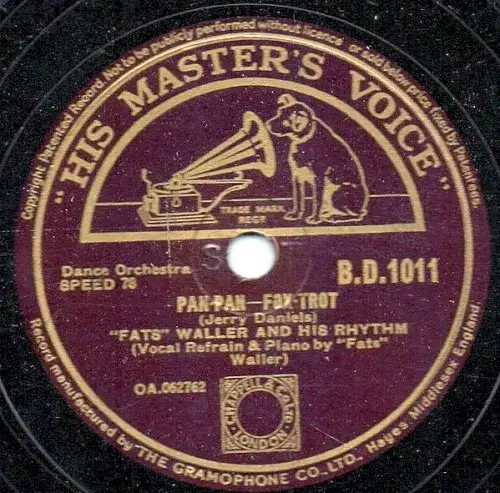 Copyright. Patented Record. Not to be publicly performed without licence or sold below price fixed by Patentees.
"HIS MASTER'S VOICE"
TRADE MARK
REGT
Dance Orchestra
SPEED 78
B.D.1011
PAN-PAN—FOX-TROT
(Jerry Daniels)
"FATS" WALLER AND HIS RHYTHM
(Vocal Refrain & Piano by "Fats"
Waller)
OA.062762
CHAPPELL & Co LTD
LONDON
Record manufactured by THE GRAMOPHONE CO., LTD., Hayes, Middlesex, England.